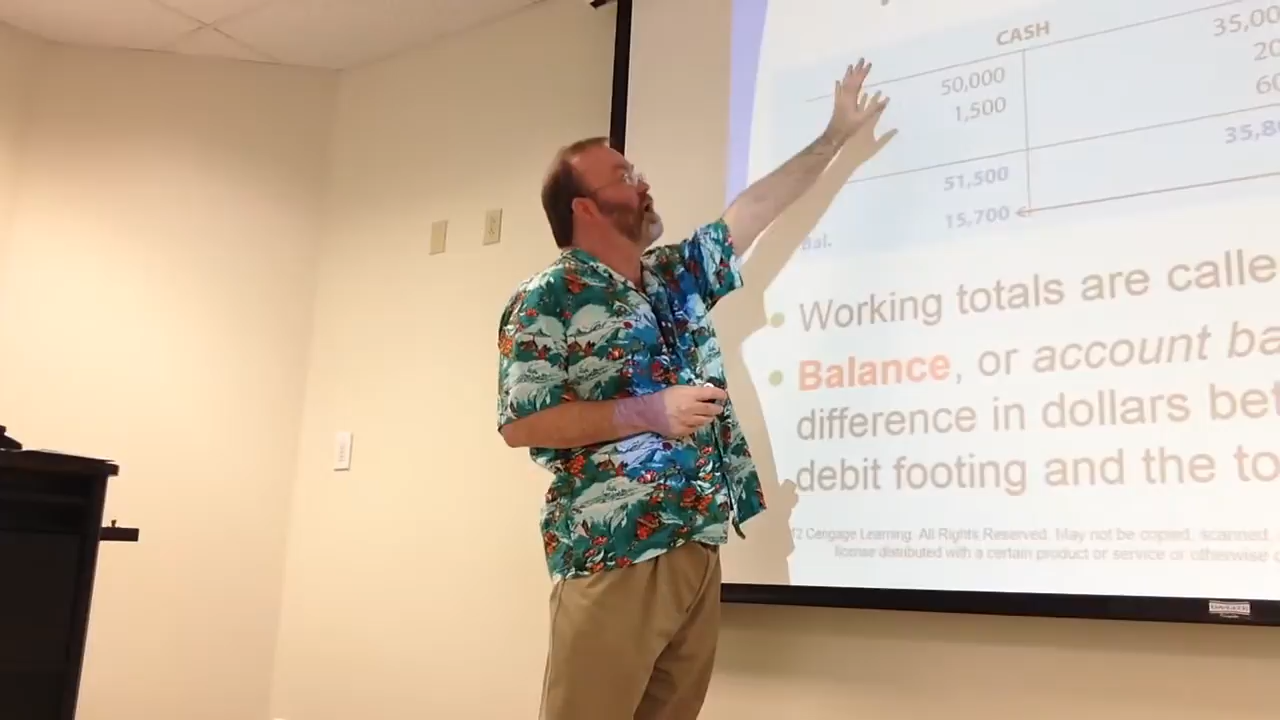 CASH
50,000 35,00
1,500 20
60
51,500 35,8
Bal. 15,700
Working totals are calle
Balance, or account ba
difference in dollars bet
debit footing and the to
2 Cengage Learning. All Rights Reserved. May not be copied, scanned
license distributed with a certain product or service or otherwise